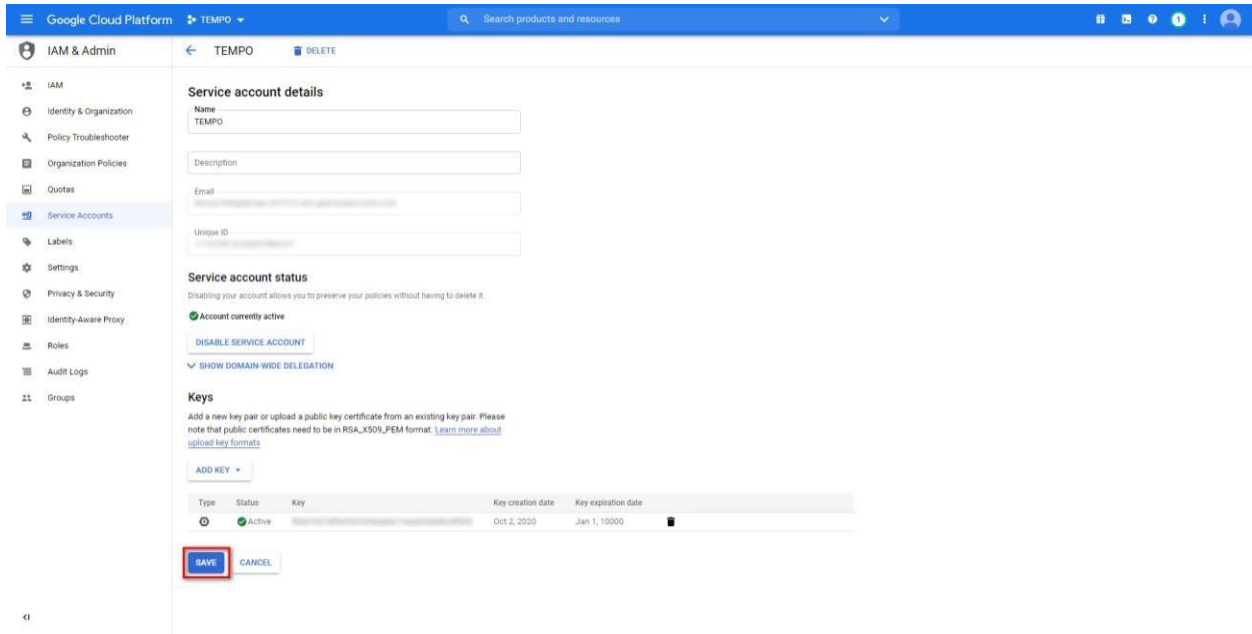 Google Cloud Platform TEMPO Search products and resources 1
IAM & Admin TEMPO DELETE
IAM
Identity & Organization
Policy Troubleshooter
Organization Policies
Quotas
Service Accounts
Labels
Settings
Privacy & Security
Identity-Aware Proxy
Roles
Audit Logs
Groups
Service account details
Name
TEMPO
Description
Email
Unique ID
Service account status
Disabling your account allows you to preserve your policies without having to delete it.
Account currently active
DISABLE SERVICE ACCOUNT
SHOW DOMAIN-WIDE DELEGATION
Keys
Add a new key pair or upload a public key certificate from an existing key pair. Please
note that public certificates need to be in RSA_X509_PEM format. Learn more about
upload key formats
ADD KEY
Type Status Key Key creation date Key expiration date
Active Oct 2, 2020 Jan 1, 10000
SAVE CANCEL